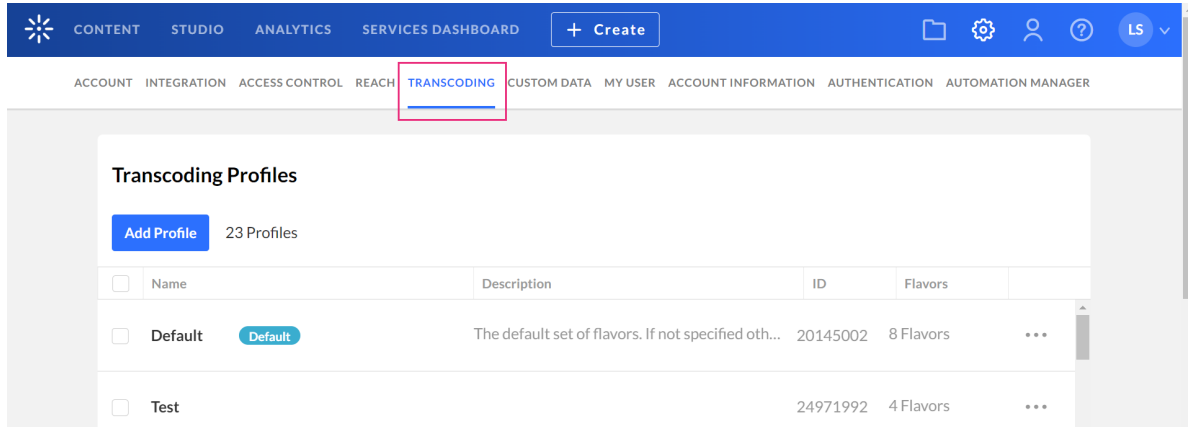 CONTENT STUDIO ANALYTICS SERVICES DASHBOARD + Create LS
ACCOUNT INTEGRATION ACCESS CONTROL REACH TRANSCODING CUSTOM DATA MY USER ACCOUNT INFORMATION AUTHENTICATION AUTOMATION MANAGER
Transcoding Profiles
Add Profile 23 Profiles
Name Description ID Flavors
Default Default The default set of flavors. If not specified oth... 20145002 8 Flavors
Test 24971992 4 Flavors